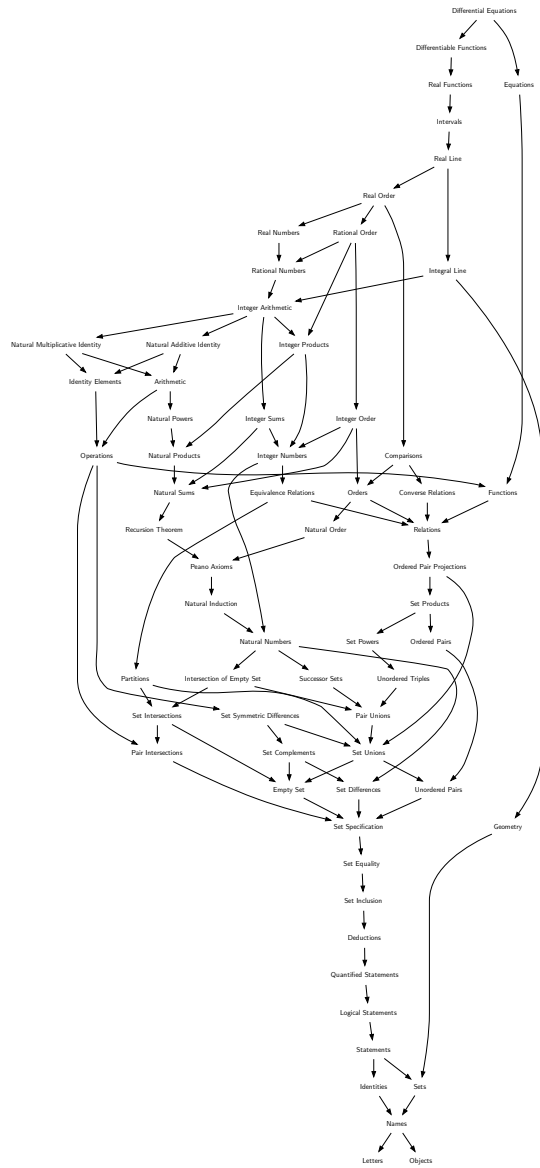 Differential Equations
Differentiable Functions
Real Functions
Equations
Intervals
Real Line
Real Order
Real Numbers
Rational Order
Rational Numbers
Integral Line
Integer Arithmetic
Natural Multiplicative Identity
Natural Additive Identity
Integer Products
Identity Elements
Arithmetic
Natural Powers
Integer Sums
Integer Order
Operations
Natural Products
Integer Numbers
Comparisons
Natural Sums
Equivalence Relations
Orders
Converse Relations
Functions
Recursion Theorem
Natural Order
Relations
Peano Axioms
Ordered Pair Projections
Natural Induction
Set Products
Natural Numbers
Set Powers
Ordered Pairs
Partitions
Intersection of Empty Set
Successor Sets
Unordered Triples
Set Intersections
Set Symmetric Differences
Pair Unions
Pair Intersections
Set Complements
Set Unions
Empty Set
Set Differences
Unordered Pairs
Set Specification
Geometry
Set Equality
Set Inclusion
Deductions
Quantified Statements
Logical Statements
Statements
Identities
Sets
Names
Letters
Objects